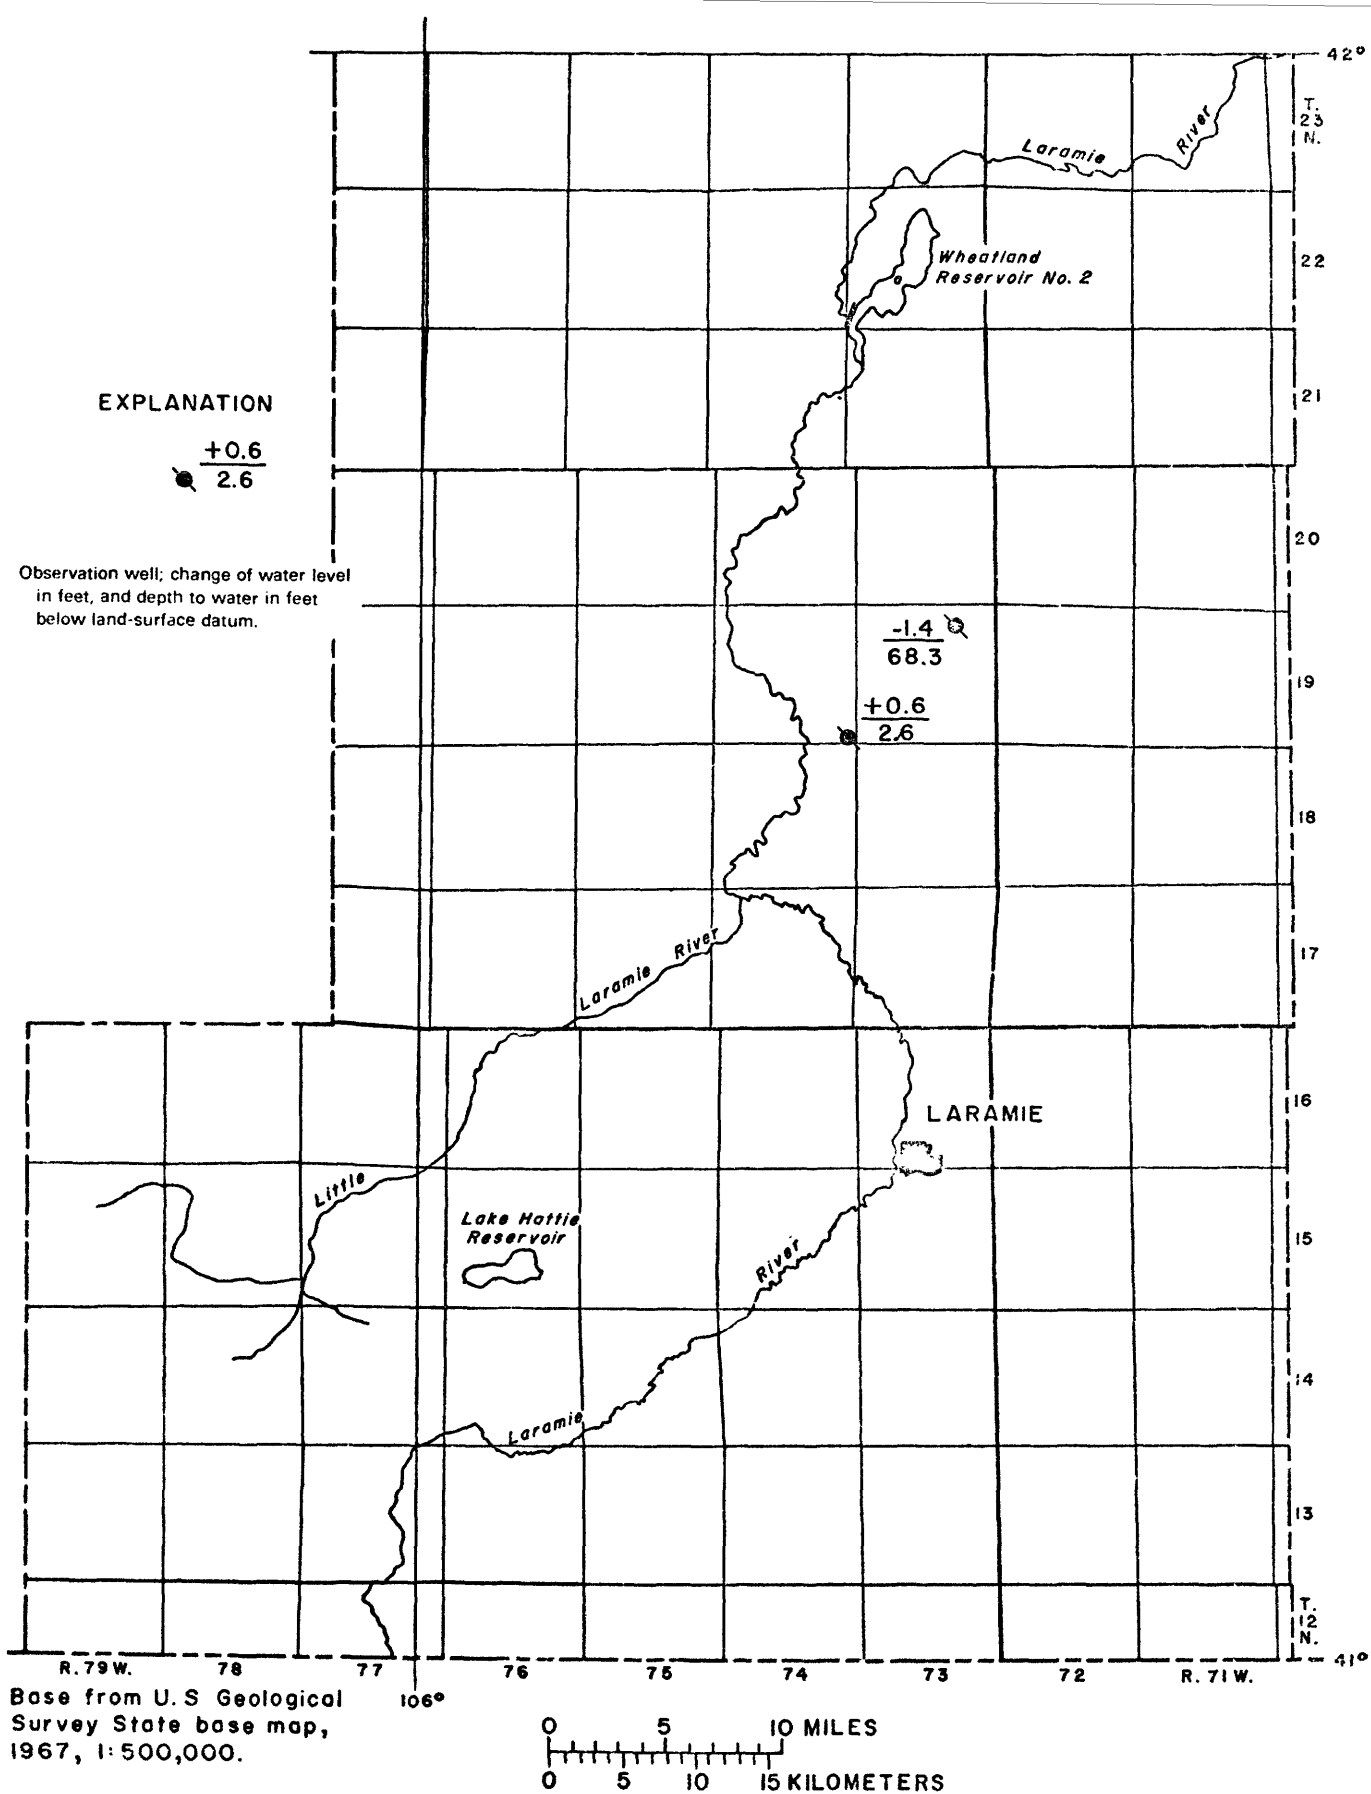 42°
T.
23
N.
Laramie River
Wheatland
Reservoir No. 2
22
21
EXPLANATION
+0.6
2.6
20
Observation well; change of water level
in feet, and depth to water in feet
below land-surface datum.
-1.4
68.3
19
+0.6
2.6
18
17
Laramie River
16
LARAMIE
Little
Lake Hattie
Reservoir
15
River
14
Laramie
13
T.
12
N.
R. 79 W. 78 77 76 75 74 73 72 R. 71 W.
41°
106°
Base from U.S Geological
Survey State base map,
1967, 1:500,000.
0 5 10 MILES
0 5 10 15 KILOMETERS